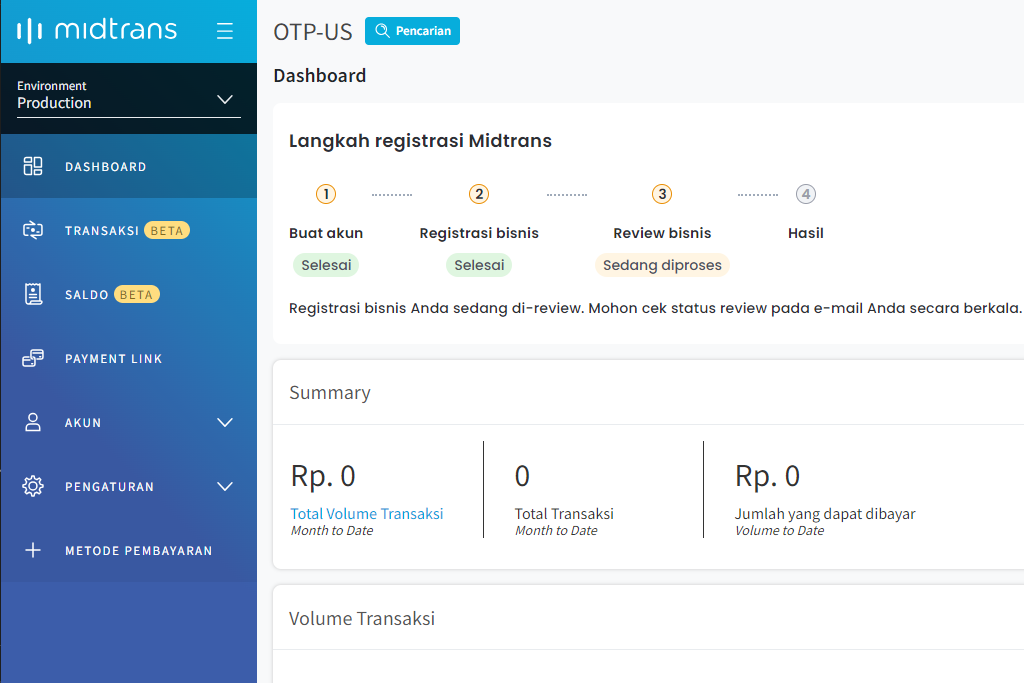 midtrans
Environment
Production
DASHBOARD
TRANSAKSI BETA
SALDO BETA
PAYMENT LINK
AKUN
PENGATURAN
METODE PEMBAYARAN
OTP-US Pencarian
Dashboard
Langkah registrasi Midtrans
1 2 3 4
Buat akun Registrasi bisnis Review bisnis Hasil
Selesai Selesai Sedang diproses
Registrasi bisnis Anda sedang di-review. Mohon cek status review pada e-mail Anda secara berkala.
Summary
Rp. 0 0 Rp. 0
Total Volume Transaksi Total Transaksi Jumlah yang dapat dibayar
Month to Date Month to Date Volume to Date
Volume Transaksi